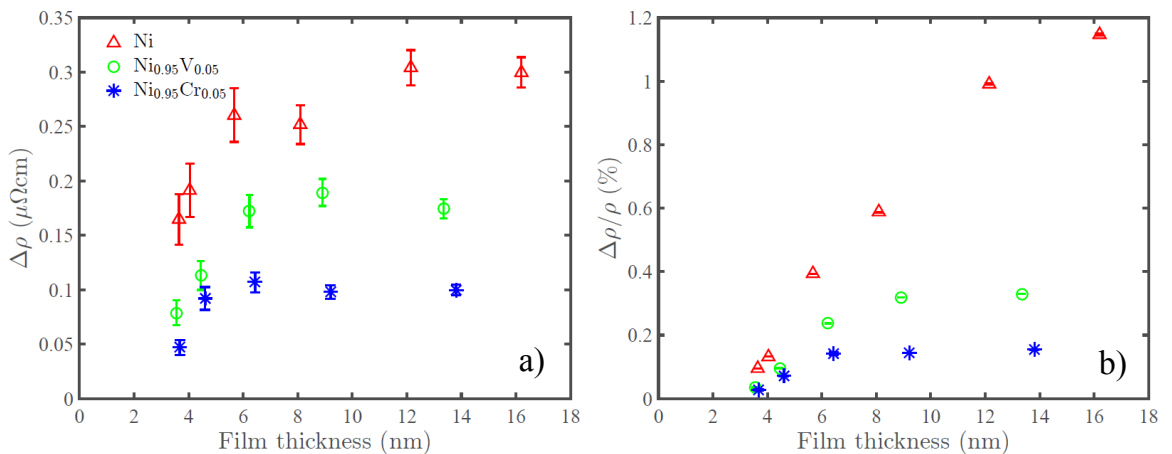 0.35
0.3
0.25
0.2
0.15
0.1
0.05
0
0 2 4 6 8 10 12 14 16 18
Δρ (μΩcm)
Film thickness (nm)
Ni
Ni0.95V0.05
Ni0.95Cr0.05
a)
1.2
1
0.8
0.6
0.4
0.2
0
0 2 4 6 8 10 12 14 16 18
Δρ/ρ (%)
Film thickness (nm)
b)